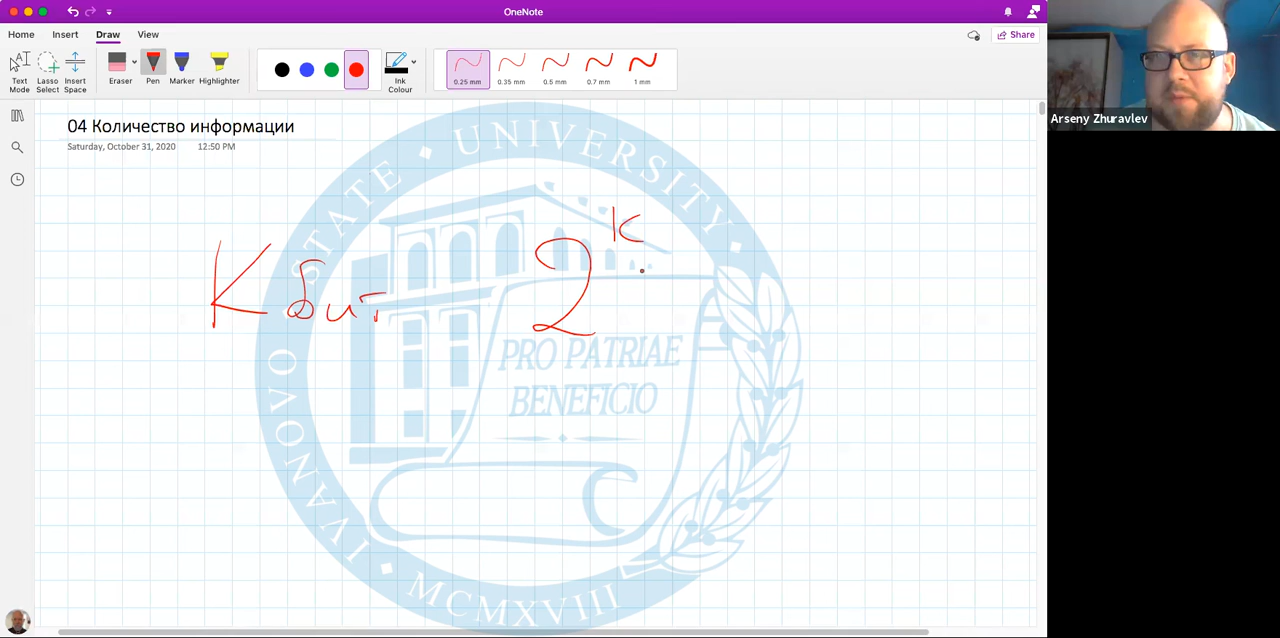 OneNote
Home Insert Draw View
Share
Text Mode
Lasso Select
Insert Space
Eraser
Pen
Marker
Highlighter
Ink Colour
0.25 mm
0.35 mm
0.5 mm
0.7 mm
1 mm
Arseny Zhuravlev
04 Количество информации
Saturday, October 31, 2020 12:50 PM
K бит 2^K
IVANOVO STATE UNIVERSITY
PRO PATRIAE
BENEFICIO
MCMXVIII